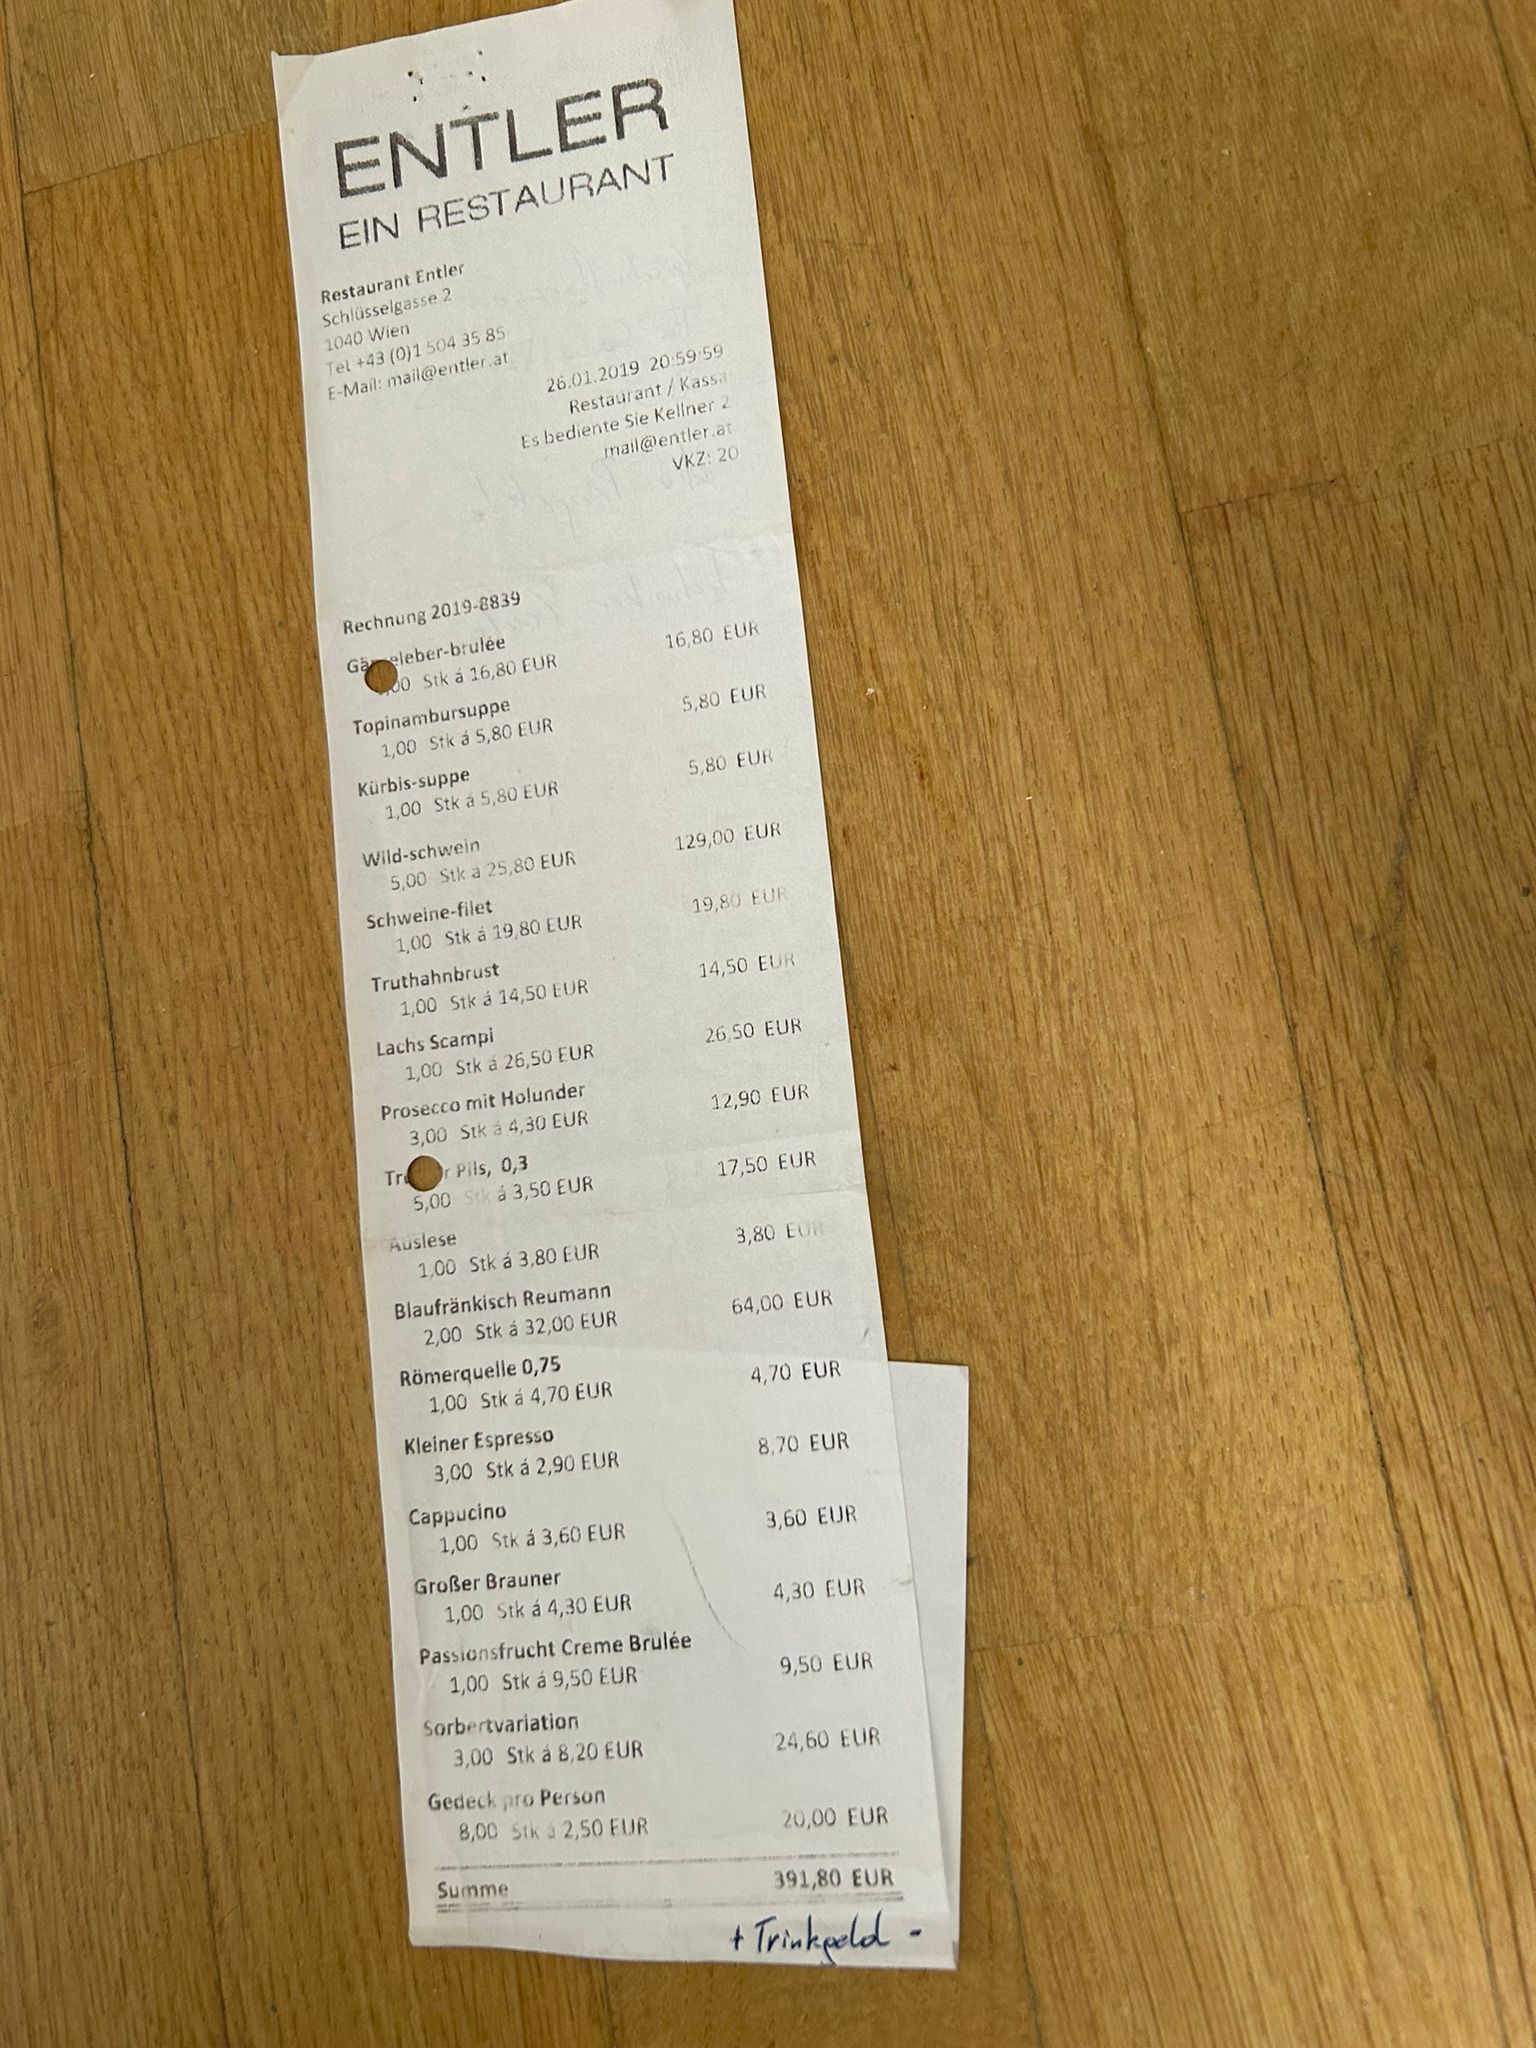 ENTLER
EIN RESTAURANT
Restaurant Entler
Schlüsselgasse 2
1040 Wien
Tel +43 (0)1 504 35 85
E-Mail: mail@entler.at
26.01.2019 20:59:59
Restaurant / Kassa
Es bediente Sie Kellner 2
mail@entler.at
VKZ: 20
Rechnung 2019-8839
16,80 EUR
Stk á 16,80 EUR
Topinambursuppe 5,80 EUR
1,00 Stk á 5,80 EUR
Kürbis-suppe 5,80 EUR
1,00 Stk á 5,80 EUR
Wild-schwein 129,00 EUR
5,00 Stk á 25,80 EUR
Schweine-filet 19,80 EUR
1,00 Stk á 19,80 EUR
Truthahnbrust 14,50 EUR
1,00 Stk á 14,50 EUR
Lachs Scampi 26,50 EUR
1,00 Stk á 26,50 EUR
Prosecco mit Holunder 12,90 EUR
3,00 Stk á 4,30 EUR
Pils, 0,3 17,50 EUR
5,00 Stk á 3,50 EUR
Auslese 3,80 EUR
1,00 Stk á 3,80 EUR
Blaufränkisch Reumann 64,00 EUR
2,00 Stk á 32,00 EUR
Römerquelle 0,75 4,70 EUR
1,00 Stk á 4,70 EUR
Kleiner Espresso 8,70 EUR
3,00 Stk á 2,90 EUR
Cappucino 3,60 EUR
1,00 Stk á 3,60 EUR
Großer Brauner 4,30 EUR
1,00 Stk á 4,30 EUR
Passionsfrucht Creme Brulée 9,50 EUR
1,00 Stk á 9,50 EUR
Sorbertvariation 24,60 EUR
3,00 Stk á 8,20 EUR
Gedeck pro Person 20,00 EUR
8,00 Stk á 2,50 EUR
Summe 391,80 EUR
+ Trinkgeld -